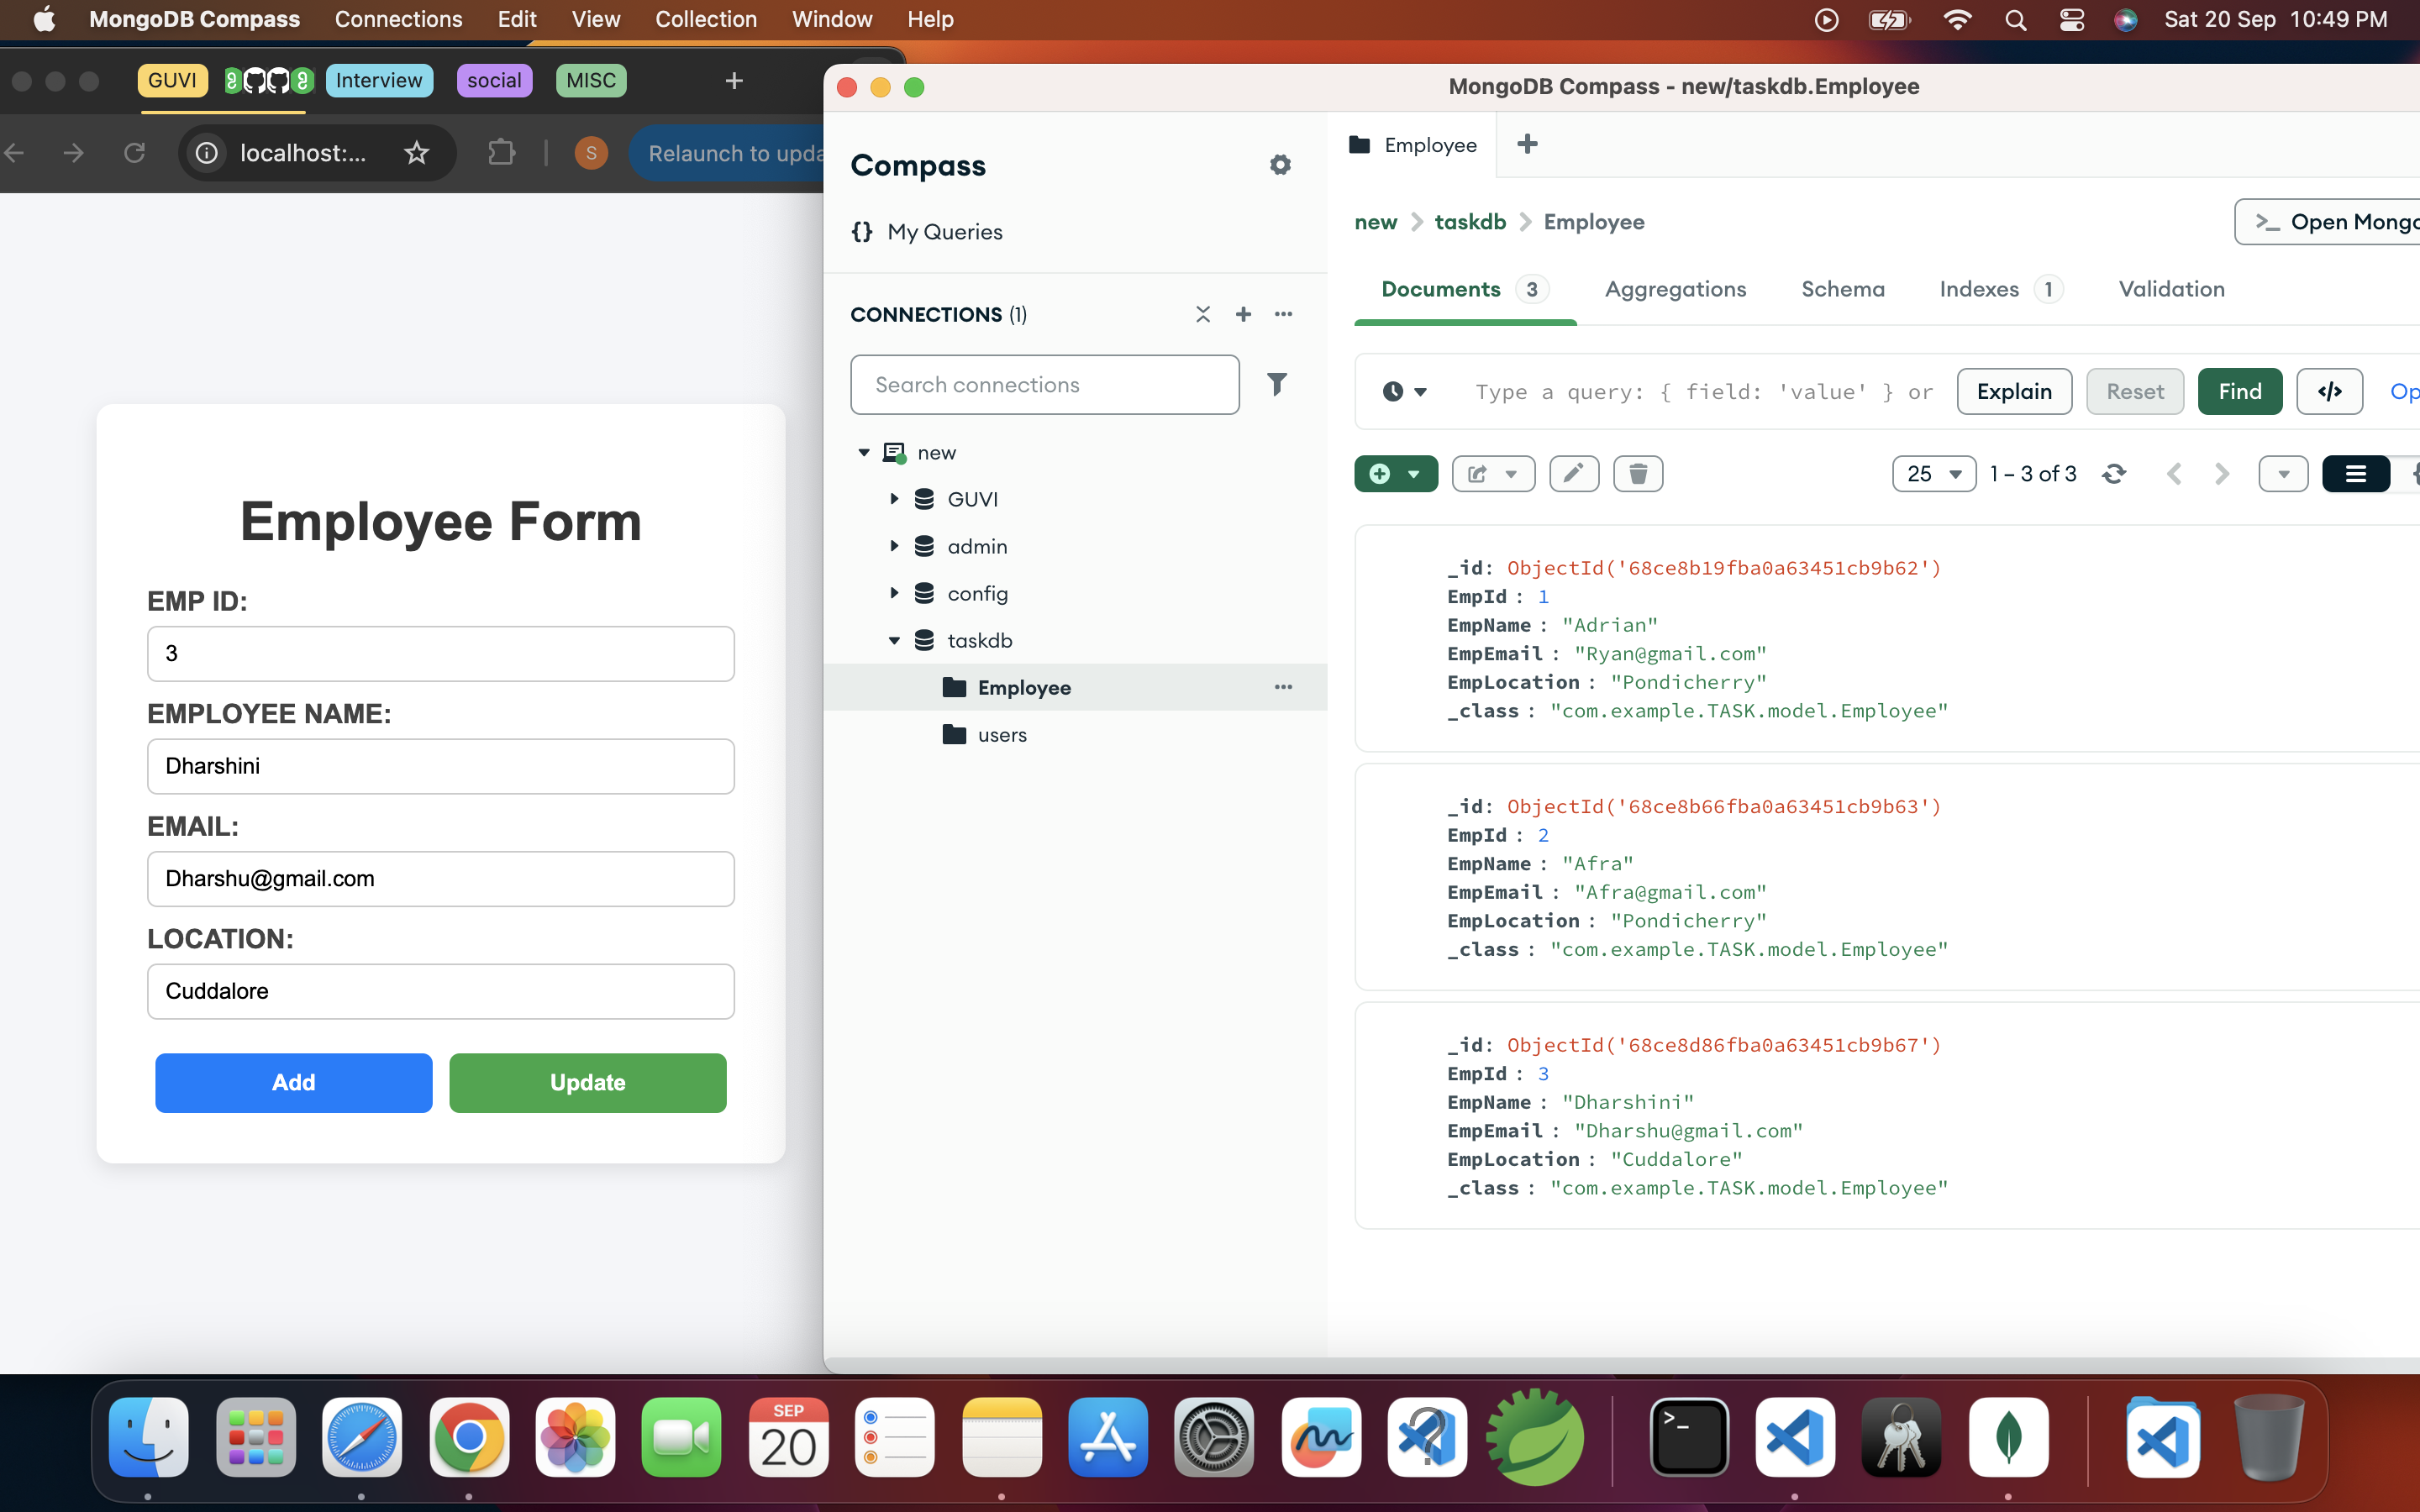 MongoDB Compass Connections Edit View Collection Window Help Sat 20 Sep 10:49 PM
GUVI Interview social MISC
localhost:... S Relaunch to upda
Employee Form
EMP ID:
3
EMPLOYEE NAME:
Dharshini
EMAIL:
Dharshu@gmail.com
LOCATION:
Cuddalore
Add Update
MongoDB Compass - new/taskdb.Employee
Compass
{} My Queries
CONNECTIONS (1)
Search connections
new
GUVI
admin
config
taskdb
Employee
users
Employee
new > taskdb > Employee
>_ Open Mongo
Documents 3 Aggregations Schema Indexes 1 Validation
Type a query: { field: 'value' } or Explain Reset Find </> Op
25 1 – 3 of 3
_id: ObjectId('68ce8b19fba0a63451cb9b62')
EmpId : 1
EmpName : "Adrian"
EmpEmail : "Ryan@gmail.com"
EmpLocation : "Pondicherry"
_class : "com.example.TASK.model.Employee"
_id: ObjectId('68ce8b66fba0a63451cb9b63')
EmpId : 2
EmpName : "Afra"
EmpEmail : "Afra@gmail.com"
EmpLocation : "Pondicherry"
_class : "com.example.TASK.model.Employee"
_id: ObjectId('68ce8d86fba0a63451cb9b67')
EmpId : 3
EmpName : "Dharshini"
EmpEmail : "Dharshu@gmail.com"
EmpLocation : "Cuddalore"
_class : "com.example.TASK.model.Employee"
SEP
20